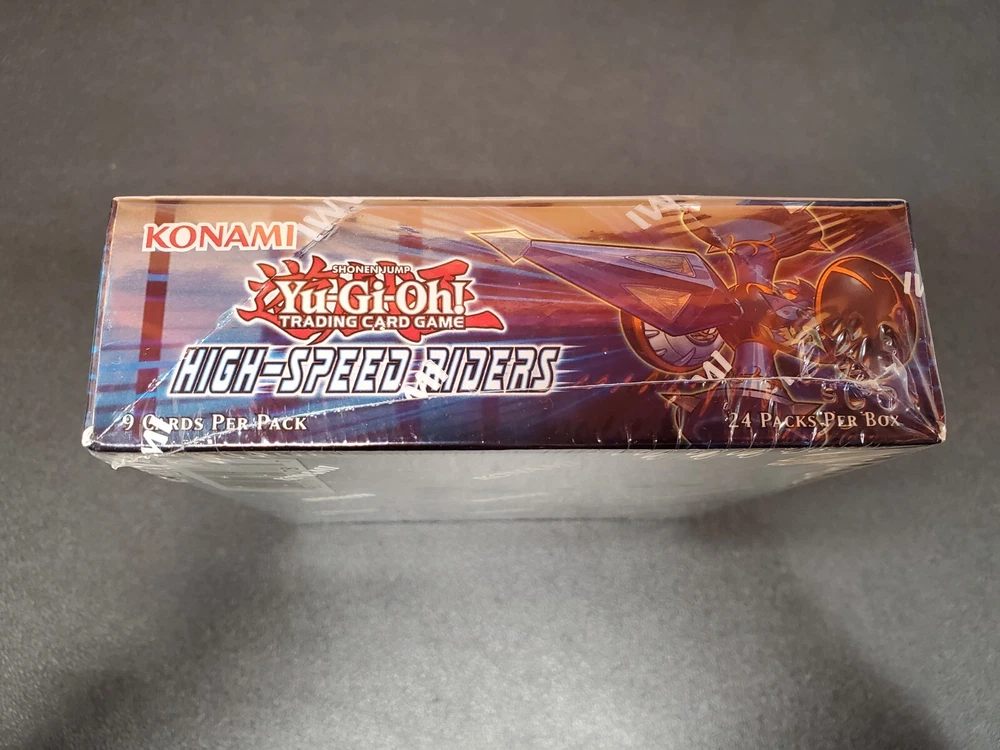 KONAMI
SHONEN JUMP
Yu-Gi-Oh!
TRADING CARD GAME
HIGH-SPEED RIDERS
9 Cards Per Pack
24 Packs Per Box